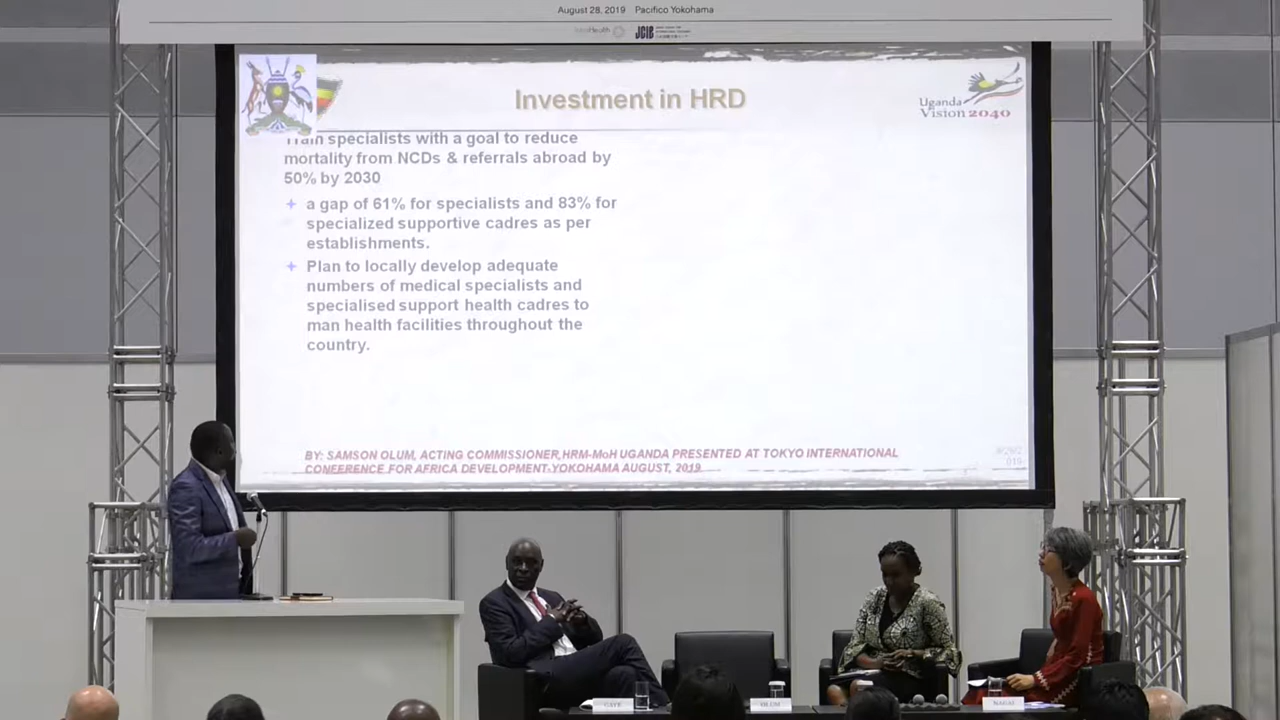 August 28, 2019 Pacifico Yokohama
IntraHealth JCIE
Investment in HRD
Uganda
Vision 2040
Train specialists with a goal to reduce
mortality from NCDs & referrals abroad by
50% by 2030
+ a gap of 61% for specialists and 83% for
specialized supportive cadres as per
establishments.
+ Plan to locally develop adequate
numbers of medical specialists and
specialised support health cadres to
man health facilities throughout the
country.
BY: SAMSON OLUM, ACTING COMMISSIONER,HRM-MoH UGANDA PRESENTED AT TOKYO INTERNATIONAL
CONFERENCE FOR AFRICA DEVELOPMENT-YOKOHAMA AUGUST, 2019
019
OLUM
NAGAI